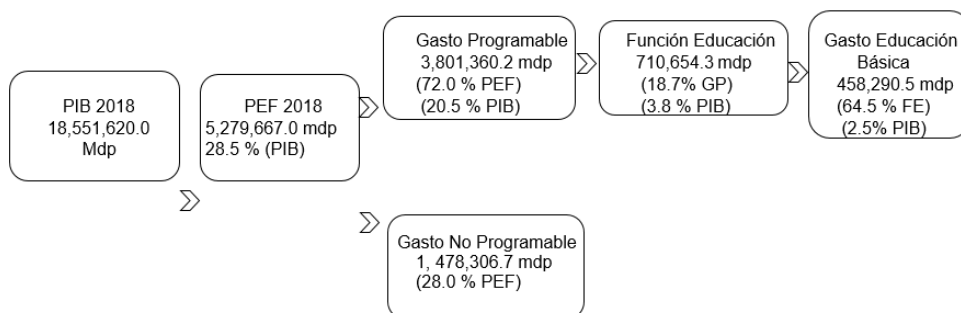 PIB 2018
18,551,620.0
Mdp
PEF 2018
5,279,667.0 mdp
28.5 % (PIB)
Gasto Programable
3,801,360.2 mdp
(72.0 % PEF)
(20.5 % PIB)
Función Educación
710,654.3 mdp
(18.7% GP)
(3.8 % PIB)
Gasto Educación
Básica
458,290.5 mdp
(64.5 % FE)
(2.5% PIB)
Gasto No Programable
1, 478,306.7 mdp
(28.0 % PEF)